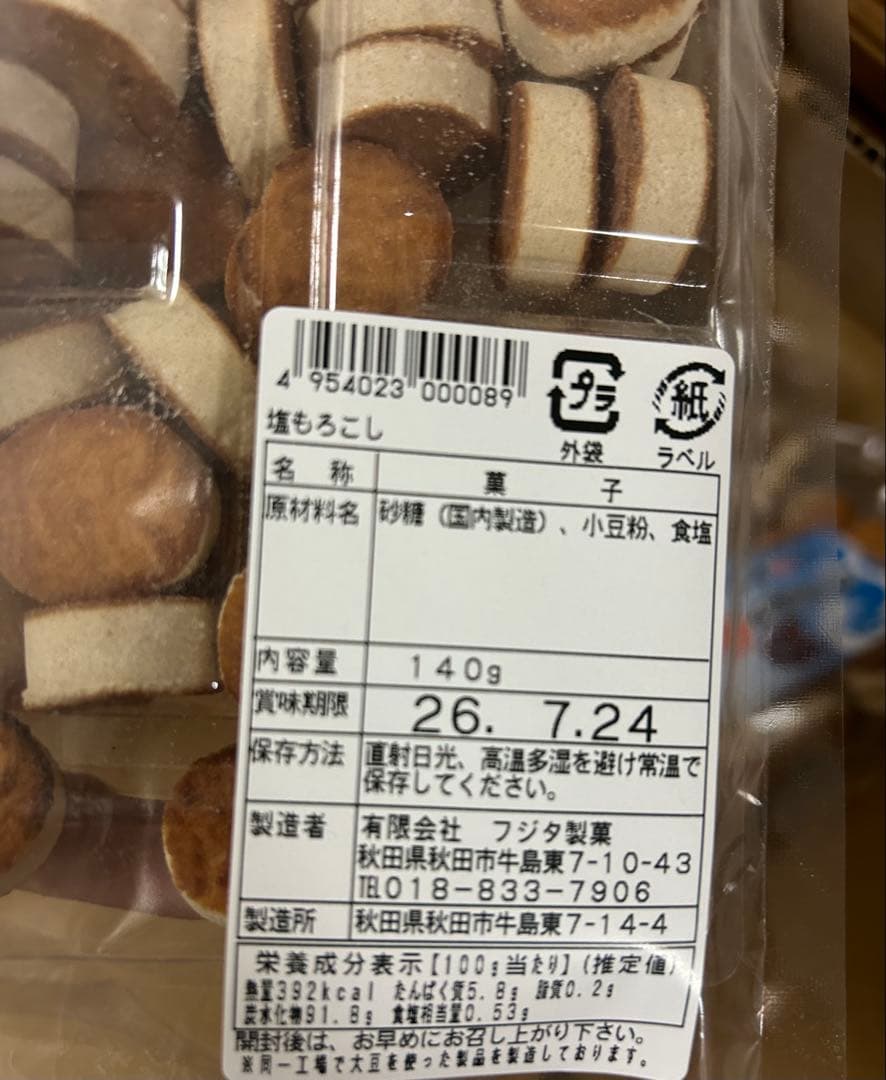 4 954023 000089
プラ
外袋
紙
ラベル
塩もろこし
名 称 菓 子
原材料名 砂糖（国内製造）、小豆粉、食塩
内容量 140g
賞味期限 26. 7.24
保存方法 直射日光、高温多湿を避け常温で
保存してください。
製造者 有限会社 フジタ製菓
秋田県秋田市牛島東7-10-43
TEL018-833-7906
製造所 秋田県秋田市牛島東7-14-4
栄養成分表示【100g当たり】(推定値)
熱量392kcal たんぱく質5.8g 脂質0.2g
炭水化物91.8g 食塩相当量0.53g
開封後は、お早めにお召し上がり下さい。
※同一工場で大豆を使った製品を製造しております。